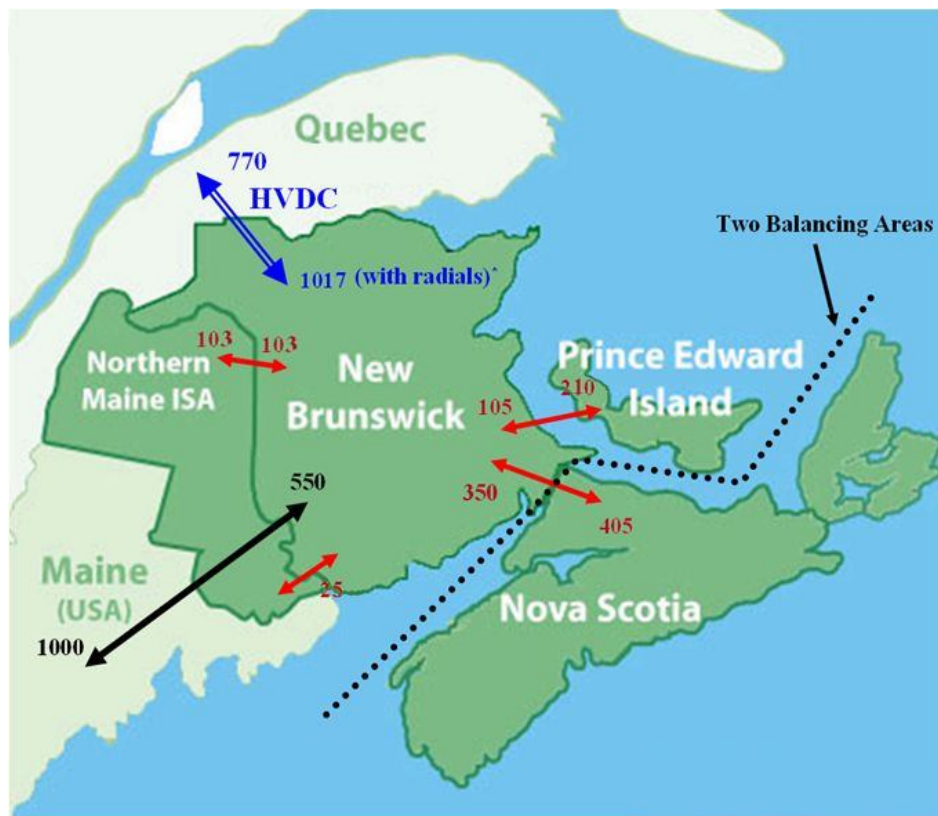 Quebec
770
HVDC
Two Balancing Areas
1017 (with radials)*
103 103
Northern
Maine ISA
New
Brunswick
Prince Edward
Island
210
105
350
405
550
25
Maine
(USA)
1000
Nova Scotia